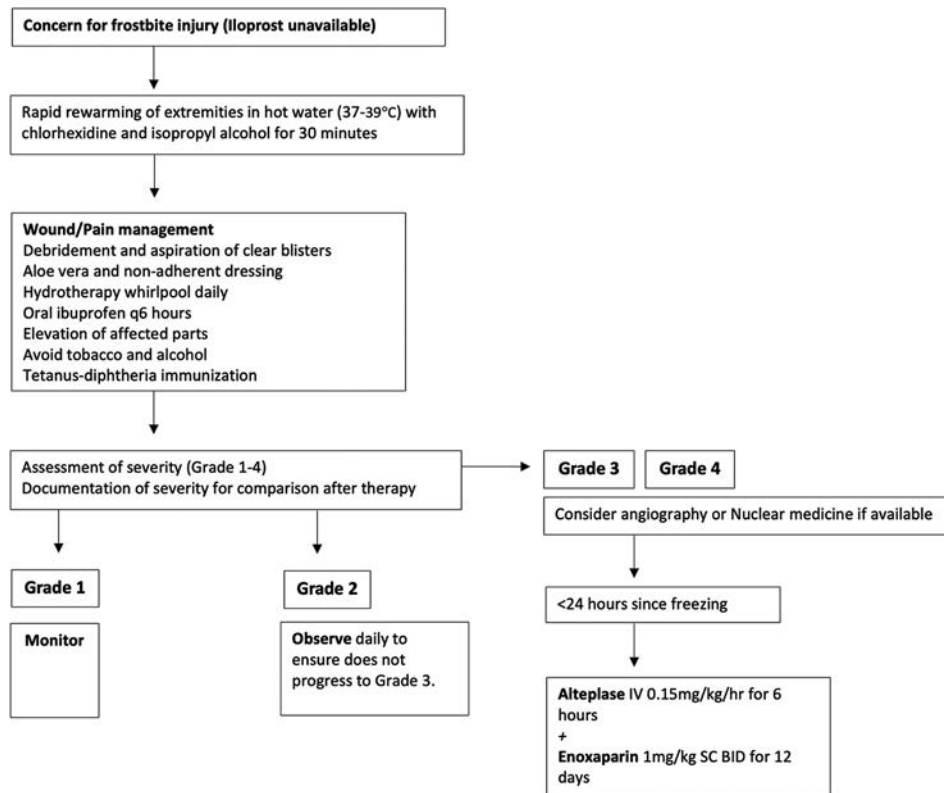 Concern for frostbite injury (Iloprost unavailable)
Rapid rewarming of extremities in hot water (37-39°C) with
chlorhexidine and isopropyl alcohol for 30 minutes
Wound/Pain management
Debridement and aspiration of clear blisters
Aloe vera and non-adherent dressing
Hydrotherapy whirlpool daily
Oral ibuprofen q6 hours
Elevation of affected parts
Avoid tobacco and alcohol
Tetanus-diphtheria immunization
Assessment of severity (Grade 1-4)
Documentation of severity for comparison after therapy
Grade 1
Monitor
Grade 2
Observe daily to
ensure does not
progress to Grade 3.
Grade 3
Grade 4
Consider angiography or Nuclear medicine if available
<24 hours since freezing
Alteplase IV 0.15mg/kg/hr for 6
hours
+
Enoxaparin 1mg/kg SC BID for 12
days